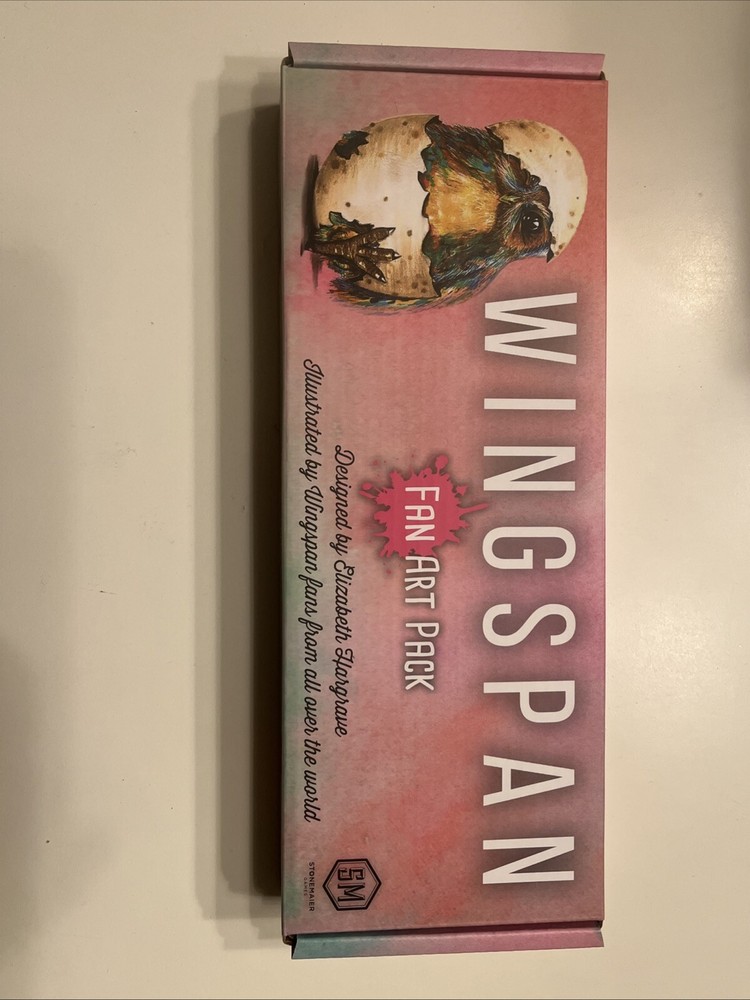 WINGSPAN
FAN ART PACK
Designed by Elizabeth Hargrave
Illustrated by Wingspan fans from all over the world
SM
STONEMAIER
GAMES